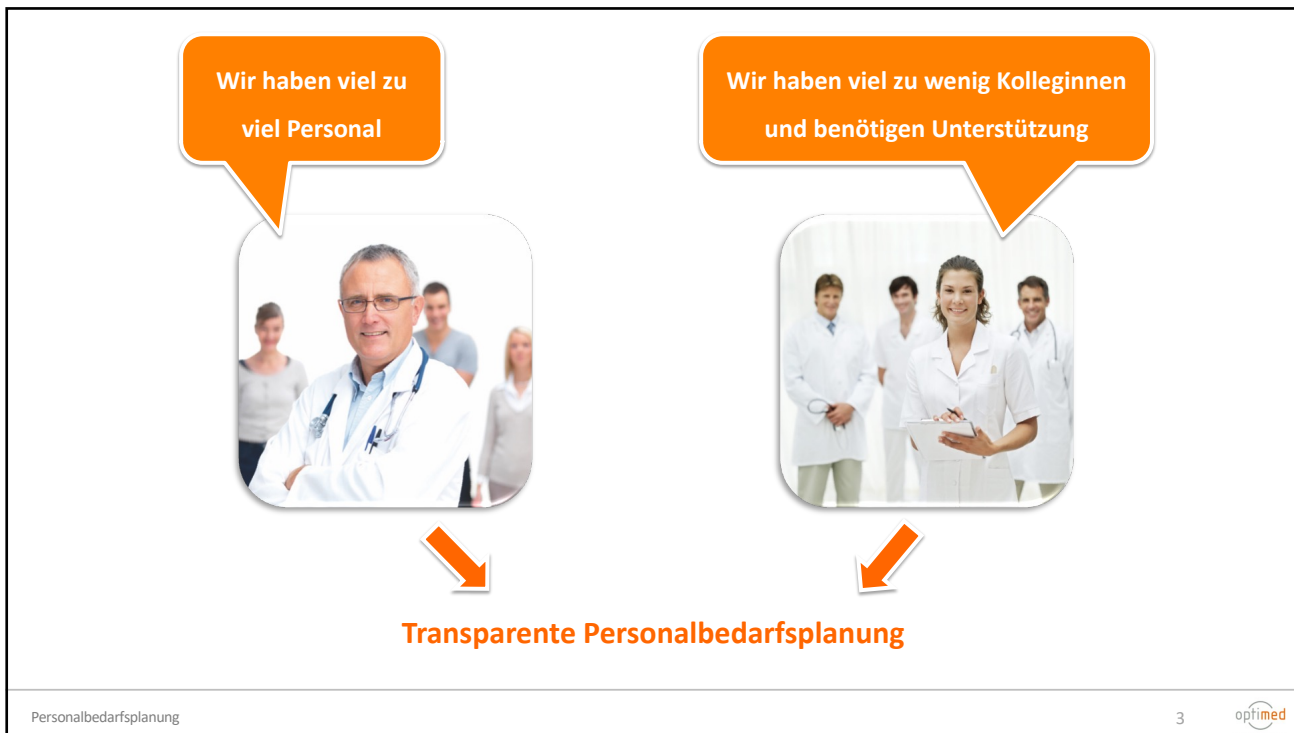 Wir haben viel zu
viel Personal
Wir haben viel zu wenig Kolleginnen
und benötigen Unterstützung
Transparente Personalbedarfsplanung
Personalbedarfsplanung
3
optimed